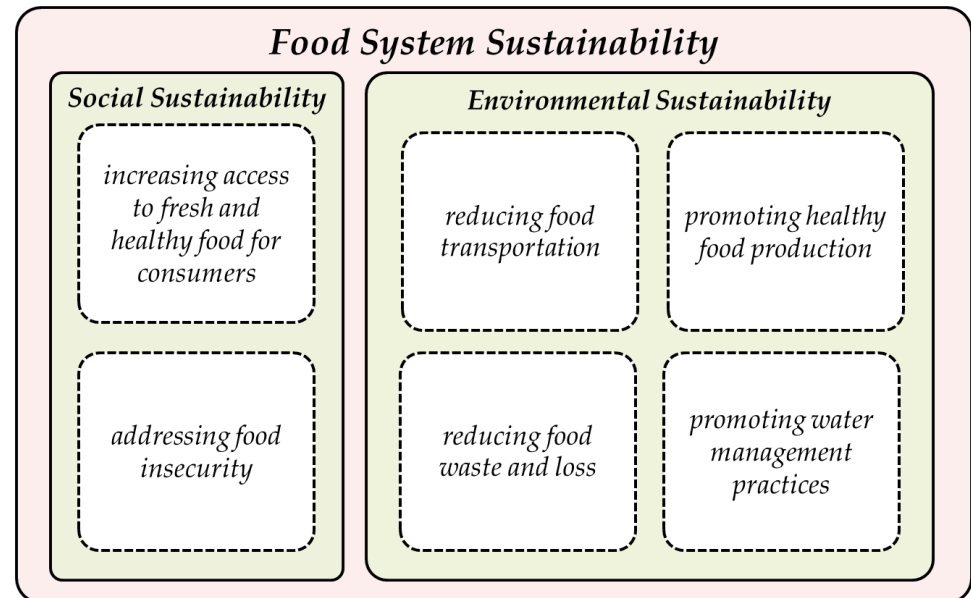 Food System Sustainability
Social Sustainability
increasing access
to fresh and
healthy food for
consumers
addressing food
insecurity
Environmental Sustainability
reducing food
transportation
promoting healthy
food production
reducing food
waste and loss
promoting water
management
practices